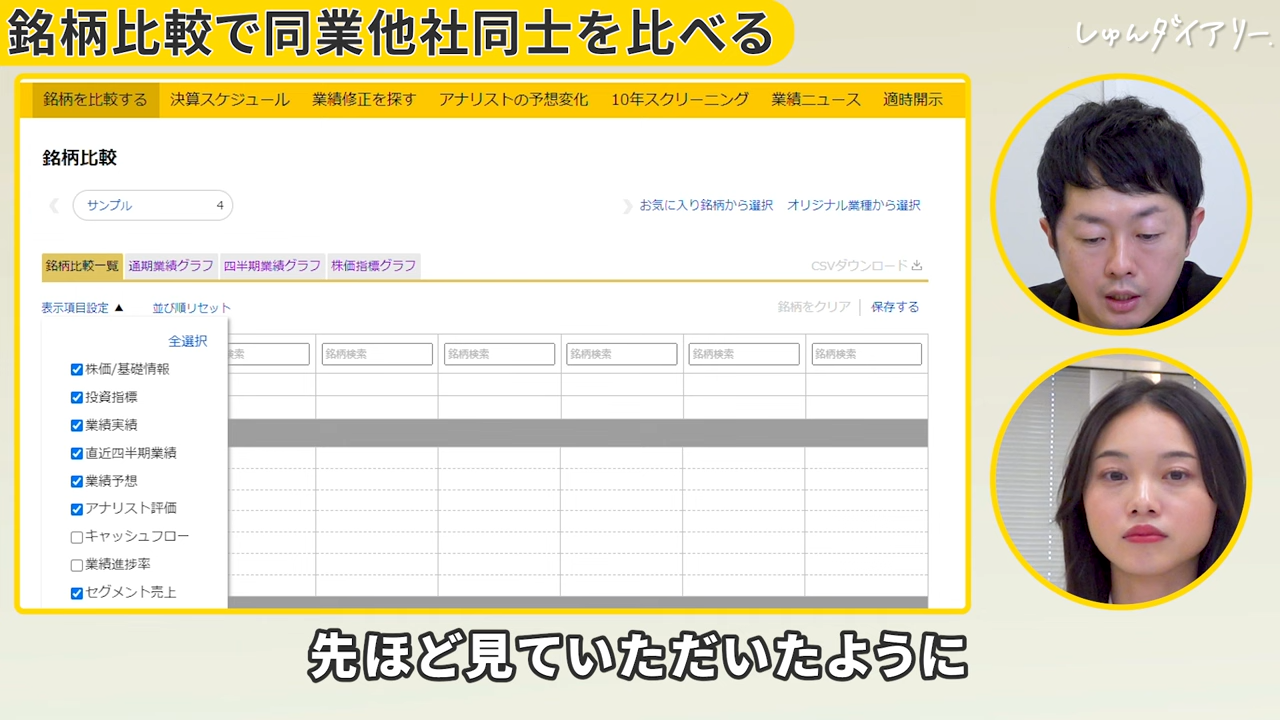 銘柄比較で同業他社同士を比べる
しゅんダイアリー.
銘柄を比較する 決算スケジュール 業績修正を探す アナリストの予想変化 10年スクリーニング 業績ニュース 適時開示
銘柄比較
サンプル 4
お気に入り銘柄から選択 オリジナル業種から選択
銘柄比較一覧 通期業績グラフ 四半期業績グラフ 株価指標グラフ
CSVダウンロード
表示項目設定 ▲ 並び順リセット
銘柄をクリア 保存する
全選択
検索 銘柄検索 銘柄検索 銘柄検索 銘柄検索 銘柄検索
株価/基礎情報
投資指標
業績実績
直近四半期業績
業績予想
アナリスト評価
キャッシュフロー
業績進捗率
セグメント売上
先ほど見ていただいたように